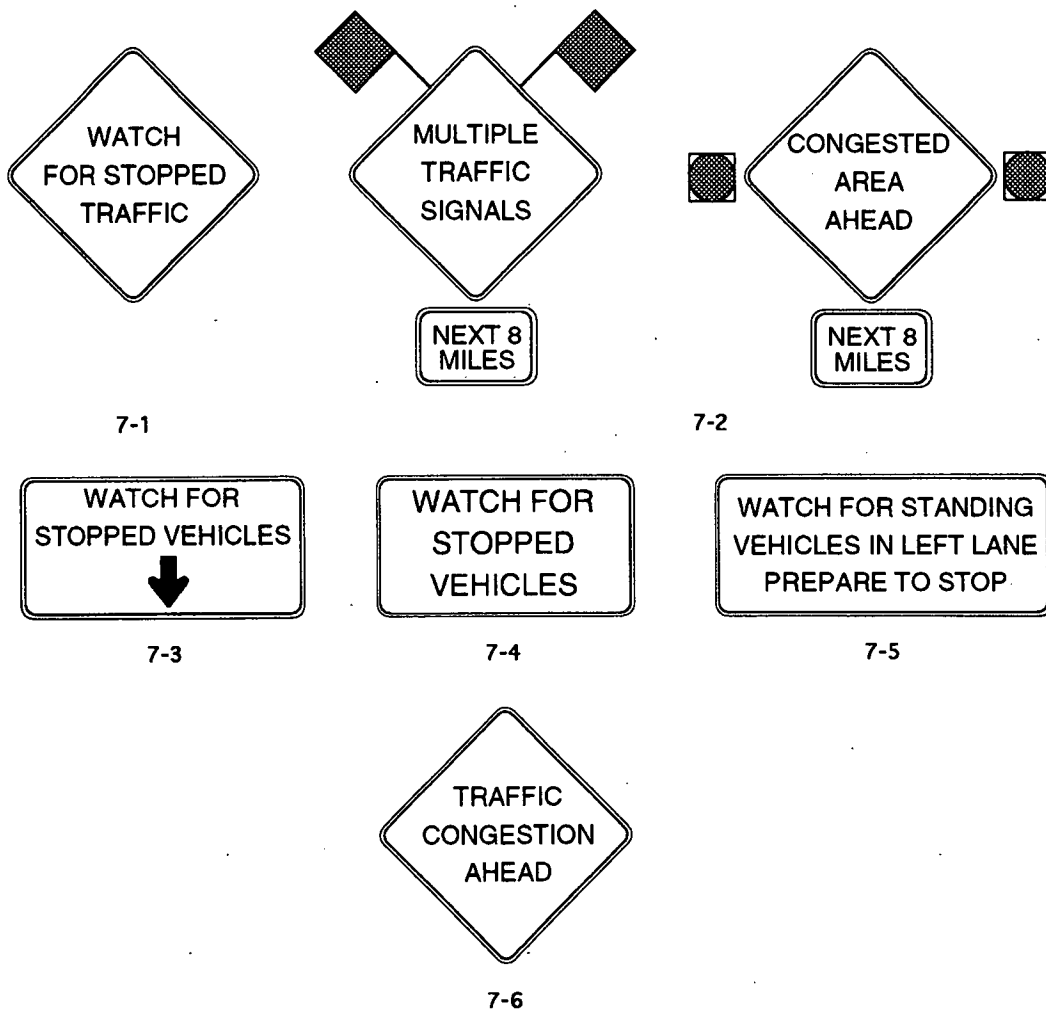 WATCH
FOR STOPPED
TRAFFIC
MULTIPLE
TRAFFIC
SIGNALS
NEXT 8
MILES
CONGESTED
AREA
AHEAD
NEXT 8
MILES
7-1
7-2
WATCH FOR
STOPPED VEHICLES
7-3
WATCH FOR
STOPPED
VEHICLES
7-4
WATCH FOR STANDING
VEHICLES IN LEFT LANE
PREPARE TO STOP
7-5
TRAFFIC
CONGESTION
AHEAD
7-6